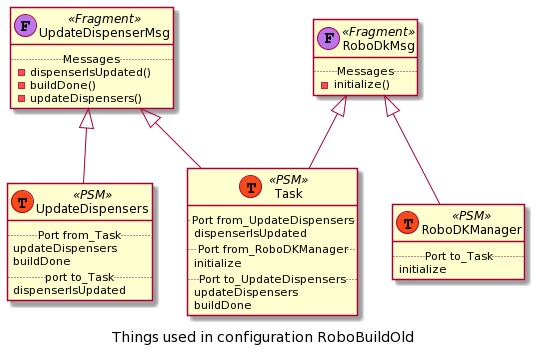 F «Fragment»
UpdateDispenserMsg
Messages
dispenserIsUpdated()
buildDone()
updateDispensers()
F «Fragment»
RoboDkMsg
Messages
initialize()
T «PSM»
UpdateDispensers
Port from_Task
updateDispensers
buildDone
port to_Task
dispenserIsUpdated
T «PSM»
Task
Port from_UpdateDispensers
dispenserIsUpdated
Port from_RoboDKManager
initialize
Port to_UpdateDispensers
updateDispensers
buildDone
T «PSM»
RoboDKManager
Port to_Task
initialize
Things used in configuration RoboBuildOld